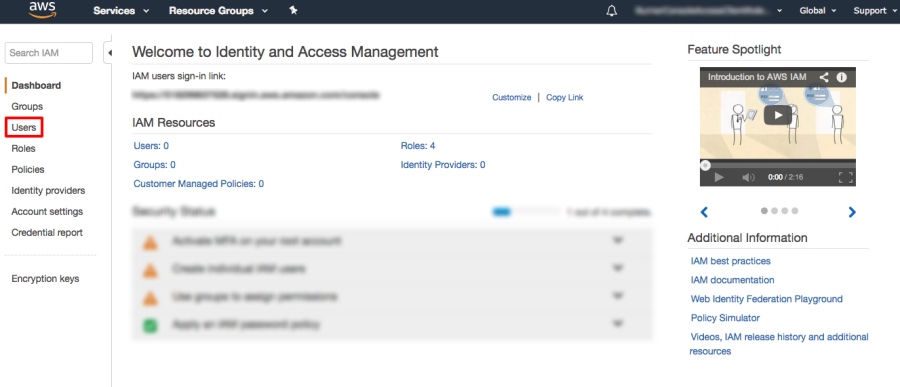 aws
Services
Resource Groups
Global
Support
Search IAM
Dashboard
Groups
Users
Roles
Policies
Identity providers
Account settings
Credential report
Encryption keys
Welcome to Identity and Access Management
IAM users sign-in link:
Customize | Copy Link
IAM Resources
Users: 0
Roles: 4
Groups: 0
Identity Providers: 0
Customer Managed Policies: 0
Security Status
1 out of 4 complete.
Activate MFA on your root account
Create individual IAM users
Use groups to assign permissions
Apply an IAM password policy
Feature Spotlight
Introduction to AWS IAM
0:00 / 2:16
Additional Information
IAM best practices
IAM documentation
Web Identity Federation Playground
Policy Simulator
Videos, IAM release history and additional
resources